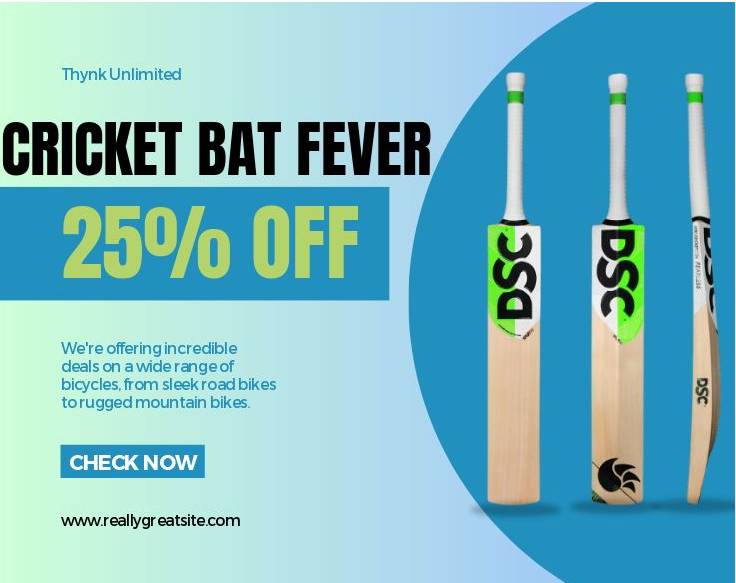 Thynk Unlimited
CRICKET BAT FEVER
25% OFF
We're offering incredible
deals on a wide range of
bicycles, from sleek road bikes
to rugged mountain bikes.
CHECK NOW
www.reallygreatsite.com
DSC
DSC
DSC
DSC